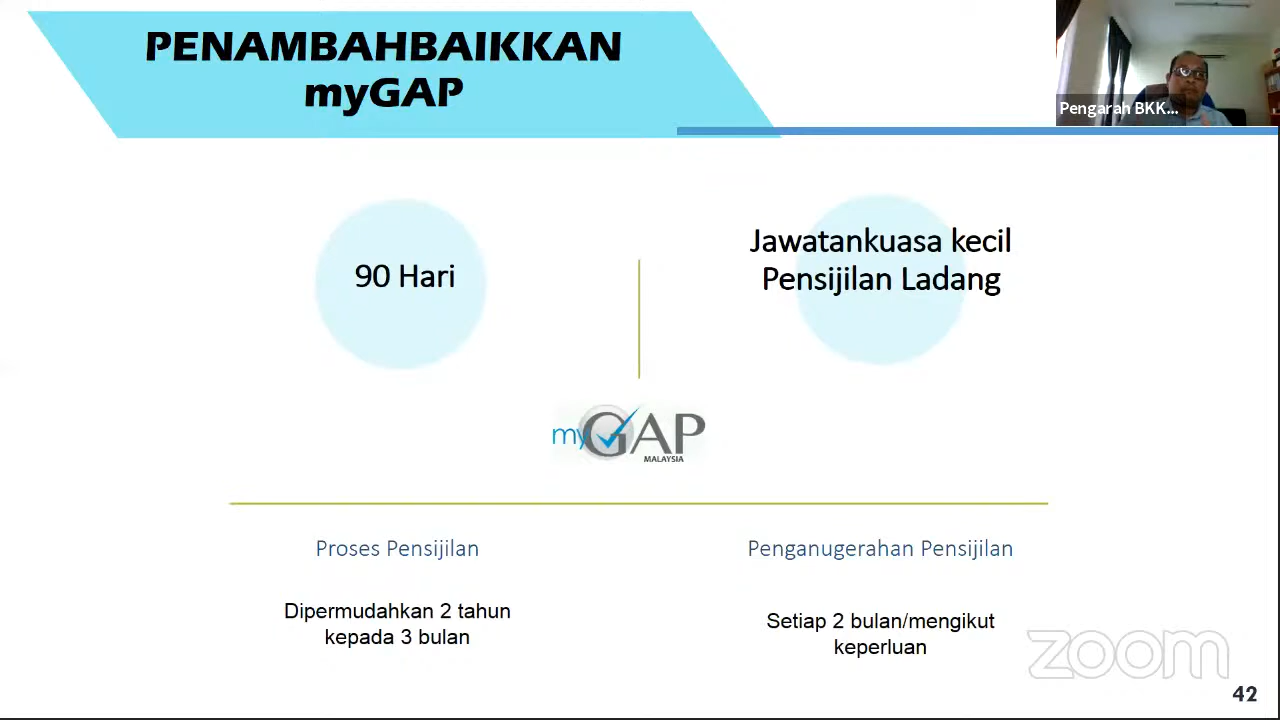 PENAMBAHBAIKKAN
myGAP
Pengarah BKK...
90 Hari
Jawatankuasa kecil
Pensijilan Ladang
myGAP
MALAYSIA
Proses Pensijilan
Penganugerahan Pensijilan
Dipermudahkan 2 tahun
kepada 3 bulan
Setiap 2 bulan/mengikut
keperluan
zoom
42